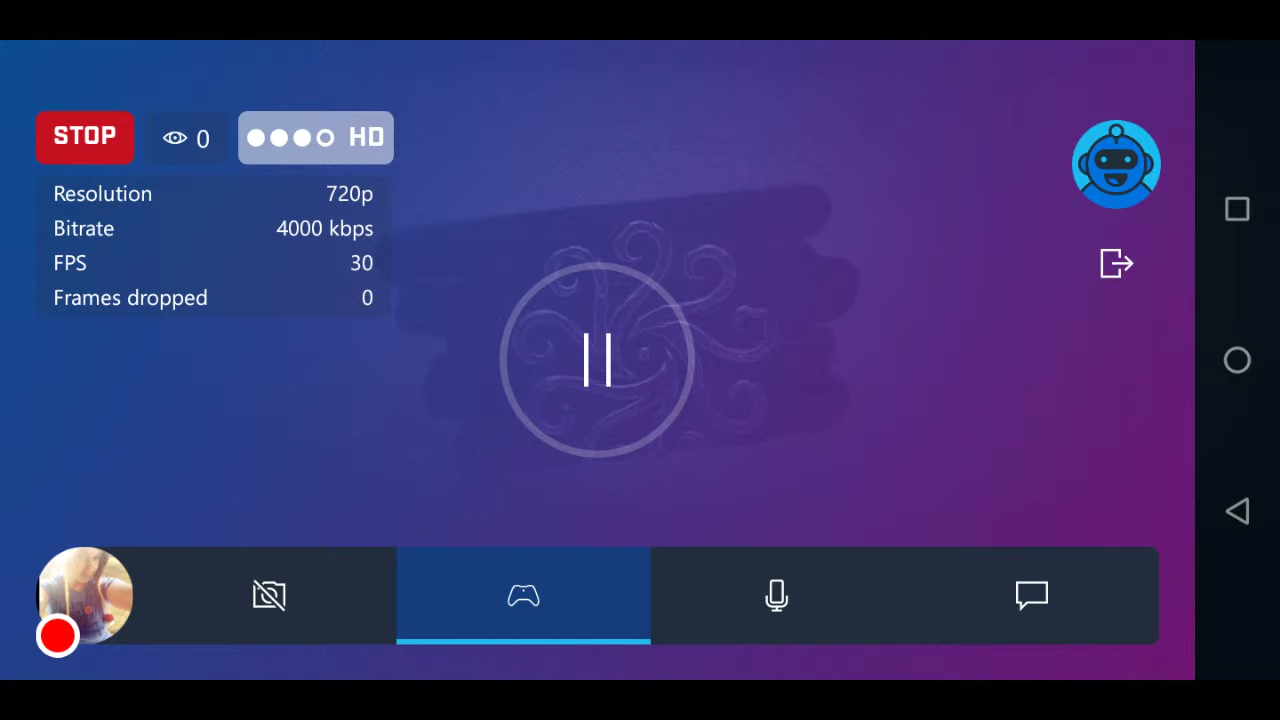 STOP
0
HD
Resolution 720p
Bitrate 4000 kbps
FPS 30
Frames dropped 0